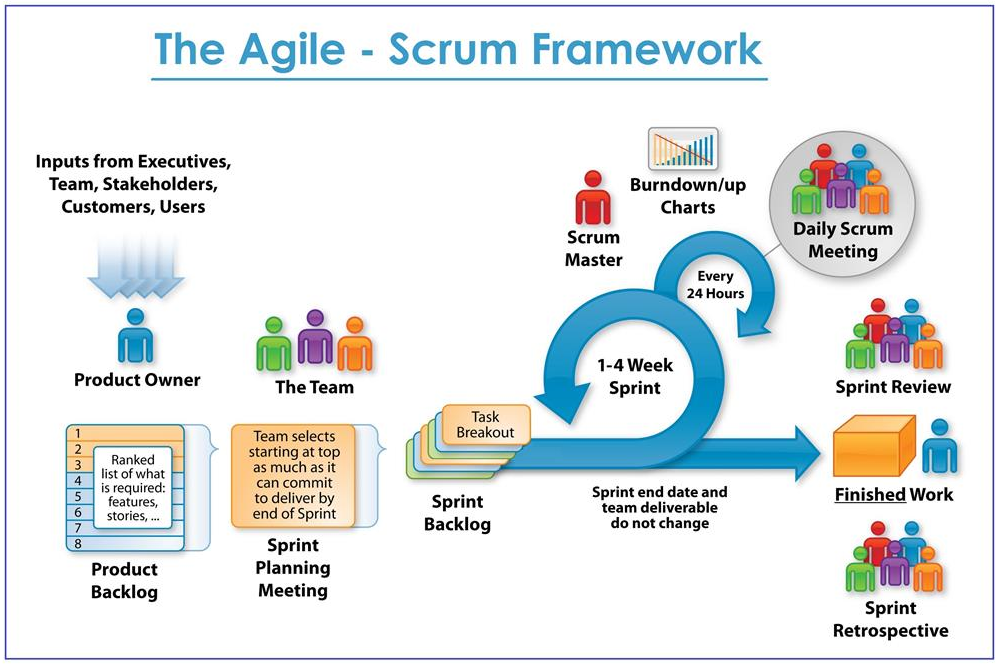 The Agile - Scrum Framework
Inputs from Executives,
Team, Stakeholders,
Customers, Users
Product Owner
The Team
1
2
3
4
5
6
7
8
Ranked
list of what
is required:
features,
stories, ...
Product
Backlog
Team selects
starting at top
as much as it
can commit
to deliver by
end of Sprint
Sprint
Planning
Meeting
Task
Breakout
Sprint
Backlog
Scrum
Master
Burndown/up
Charts
Every
24 Hours
1-4 Week
Sprint
Sprint end date and
team deliverable
do not change
Daily Scrum
Meeting
Sprint Review
Finished Work
Sprint
Retrospective